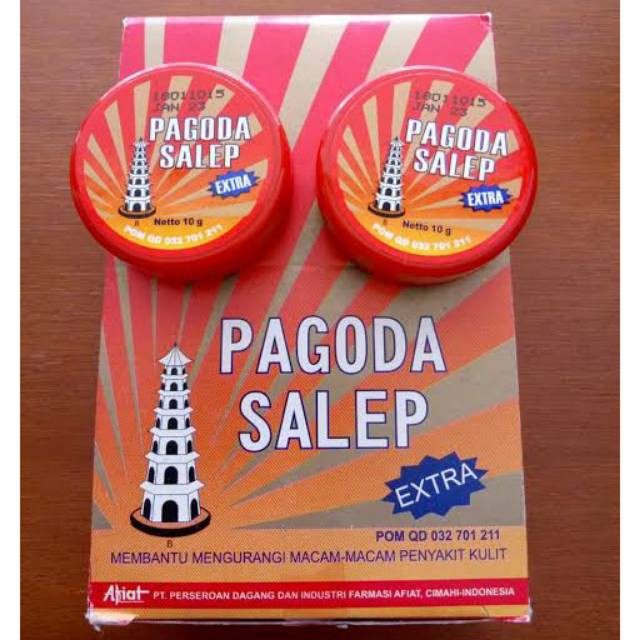 18011015
JAN 23
PAGODA
SALEP
EXTRA
B
Netto 10 g
POM QD 032 701 211
18011015
JAN 23
PAGODA
SALEP
EXTRA
B
Netto 10 g
POM QD 032 701 211
PAGODA
SALEP
EXTRA
B
POM QD 032 701 211
MEMBANTU MENGURANGI MACAM-MACAM PENYAKIT KULIT
Afiat PT. PERSEROAN DAGANG DAN INDUSTRI FARMASI AFIAT, CIMAHI-INDONESIA